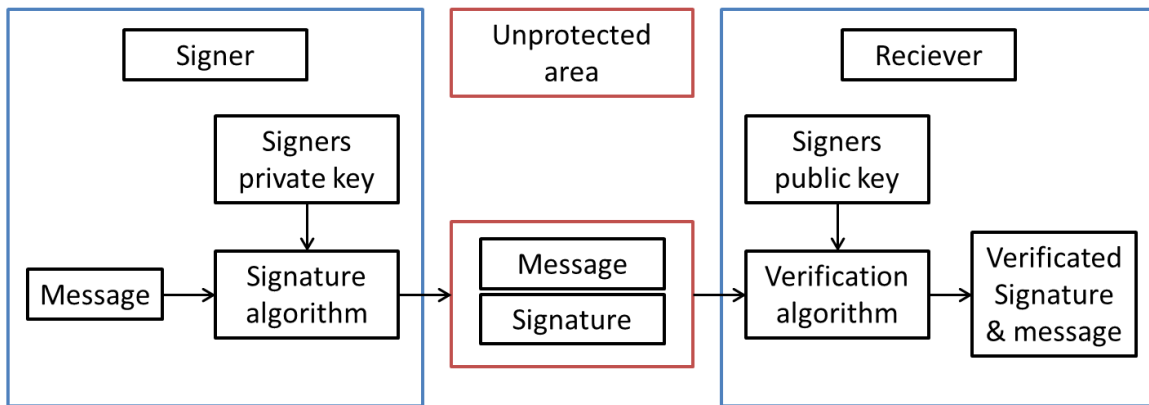 Signer
Signers
private key
Message
Signature
algorithm
Unprotected
area
Message
Signature
Reciever
Signers
public key
Verification
algorithm
Verificated
Signature
& message